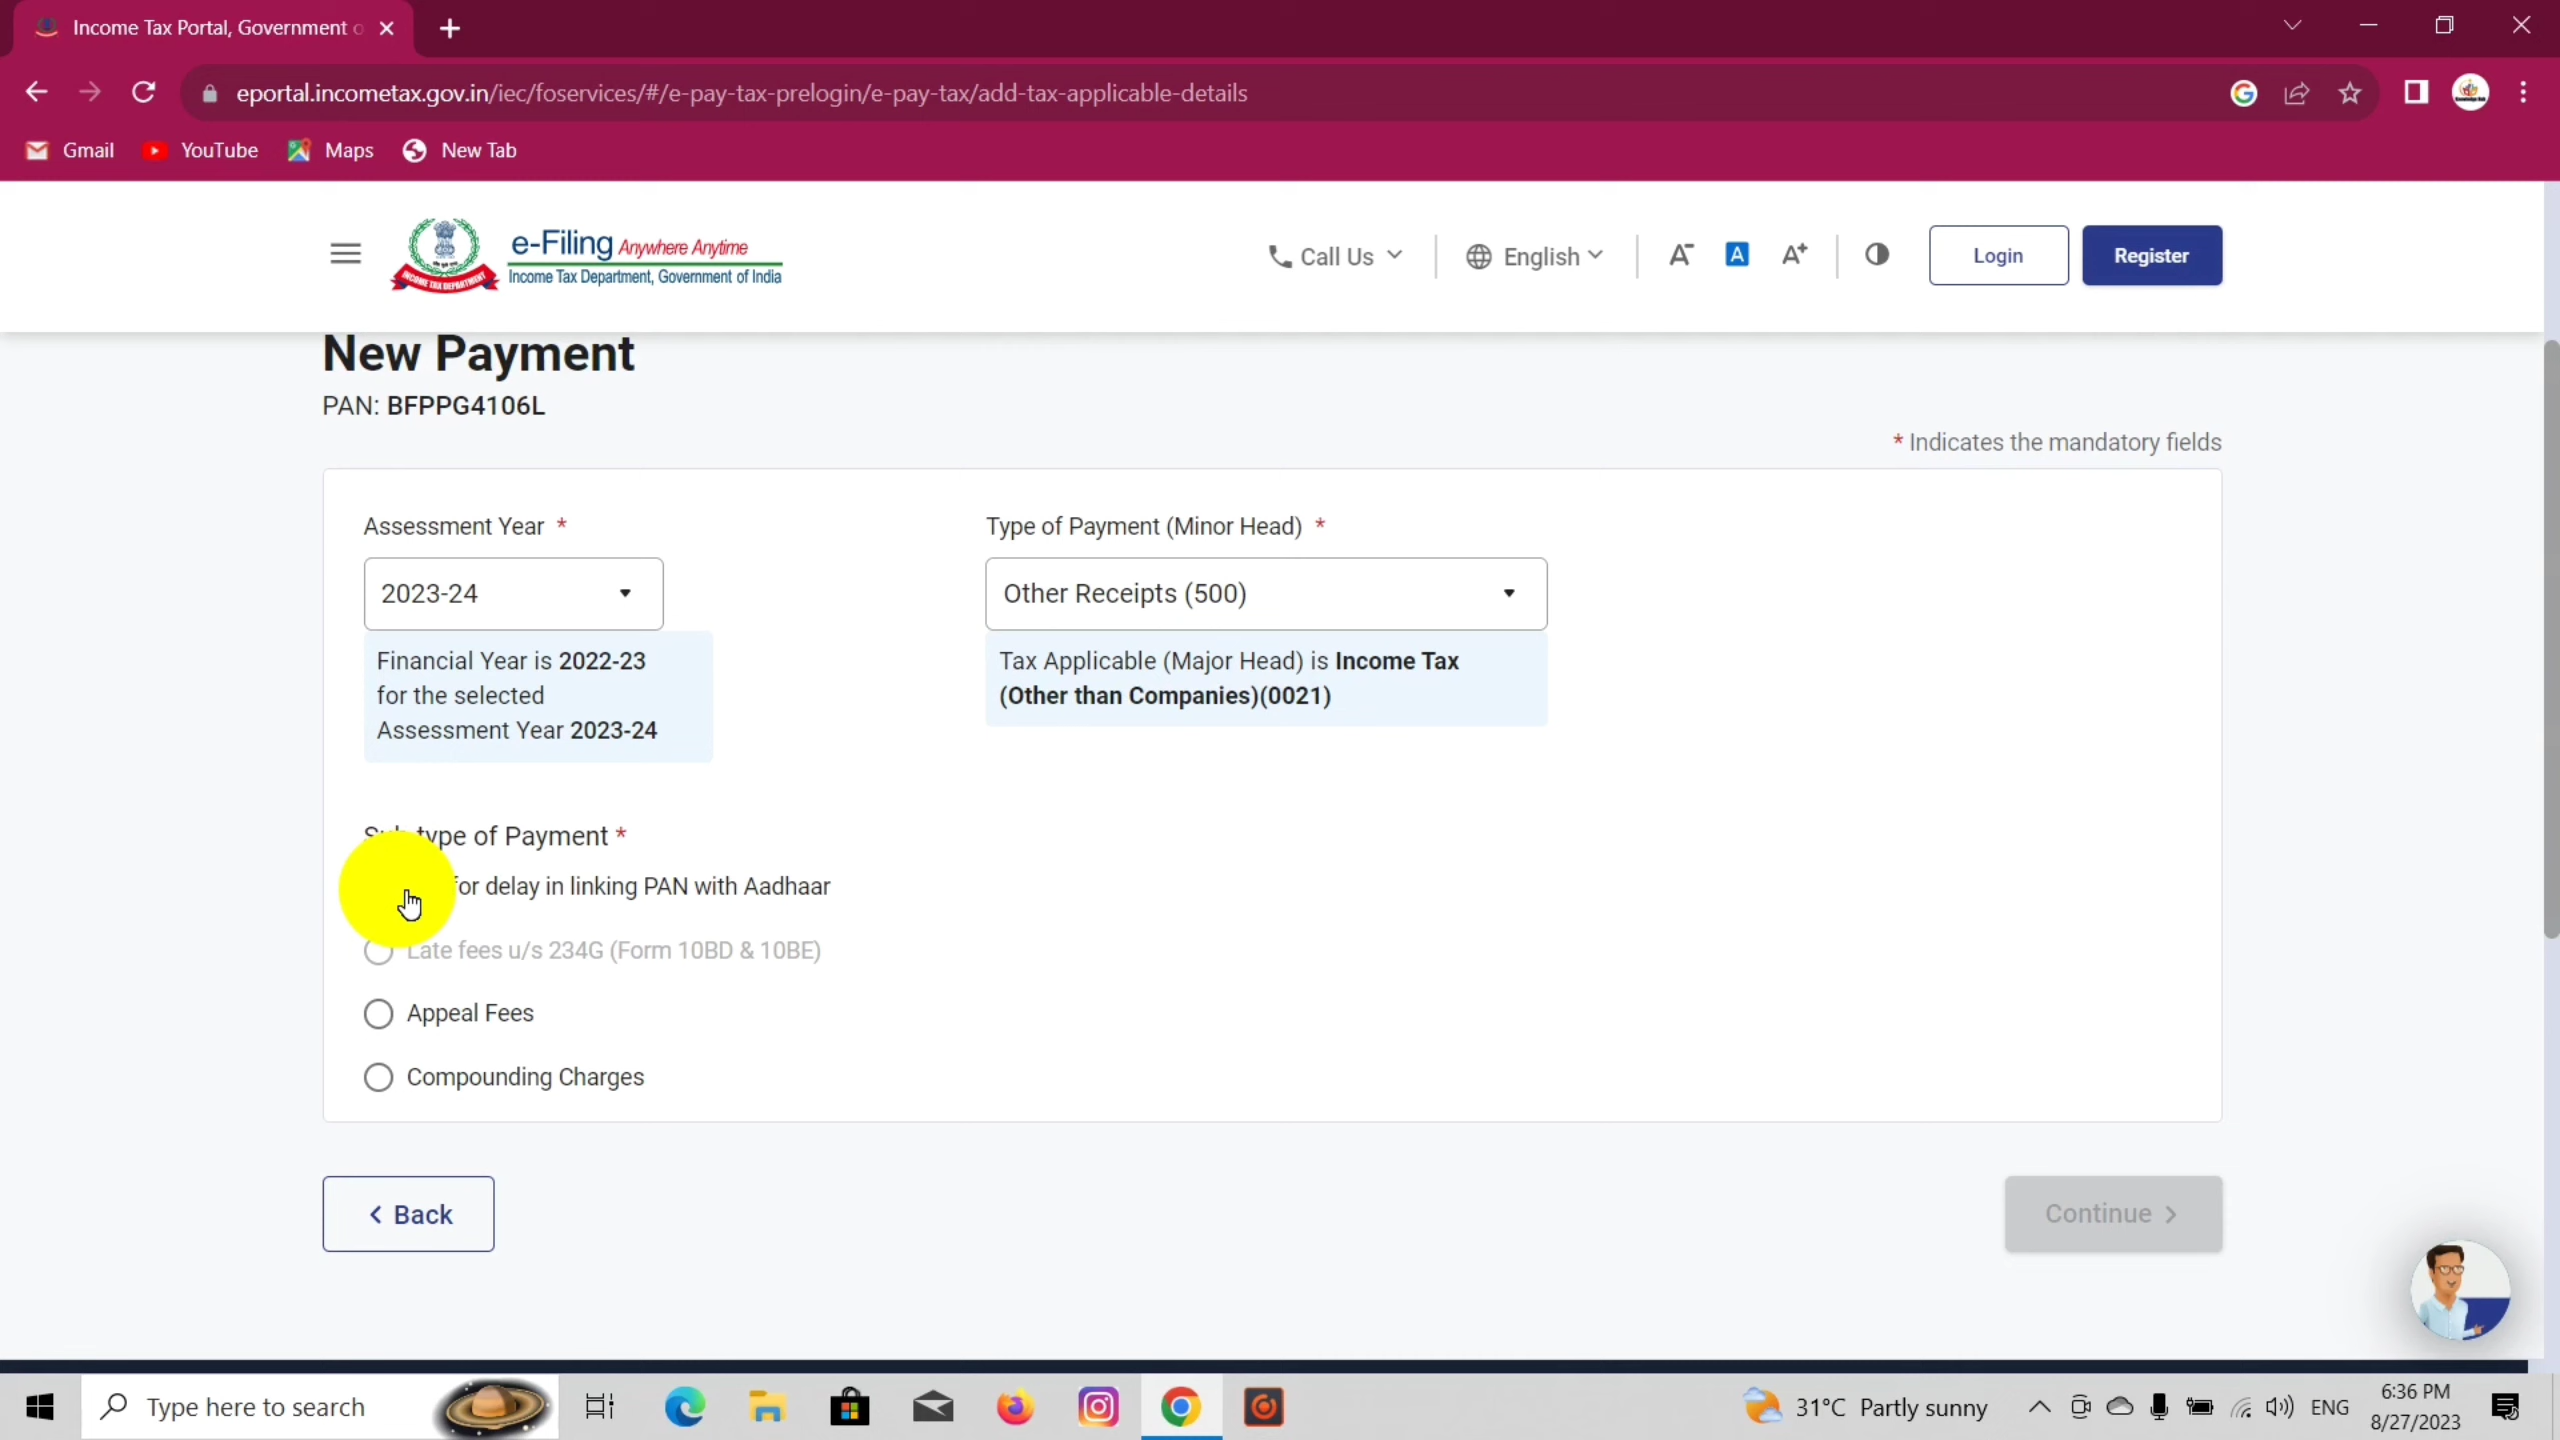 Income Tax Portal, Government o
eportal.incometax.gov.in/iec/foservices/#/e-pay-tax-prelogin/e-pay-tax/add-tax-applicable-details
Gmail YouTube Maps New Tab
e-Filing Anywhere Anytime
Income Tax Department, Government of India
INCOME TAX DEPARTMENT
Call Us English A- A A+ Login Register
New Payment
PAN: BFPPG4106L
* Indicates the mandatory fields
Assessment Year * Type of Payment (Minor Head) *
2023-24 Other Receipts (500)
Financial Year is 2022-23
for the selected
Assessment Year 2023-24
Tax Applicable (Major Head) is Income Tax
(Other than Companies)(0021)
of Payment *
for delay in linking PAN with Aadhaar
Late fees u/s 234G (Form 10BD & 10BE)
Appeal Fees
Compounding Charges
< Back Continue >
Type here to search 31°C Partly sunny ENG 6:36 PM
8/27/2023